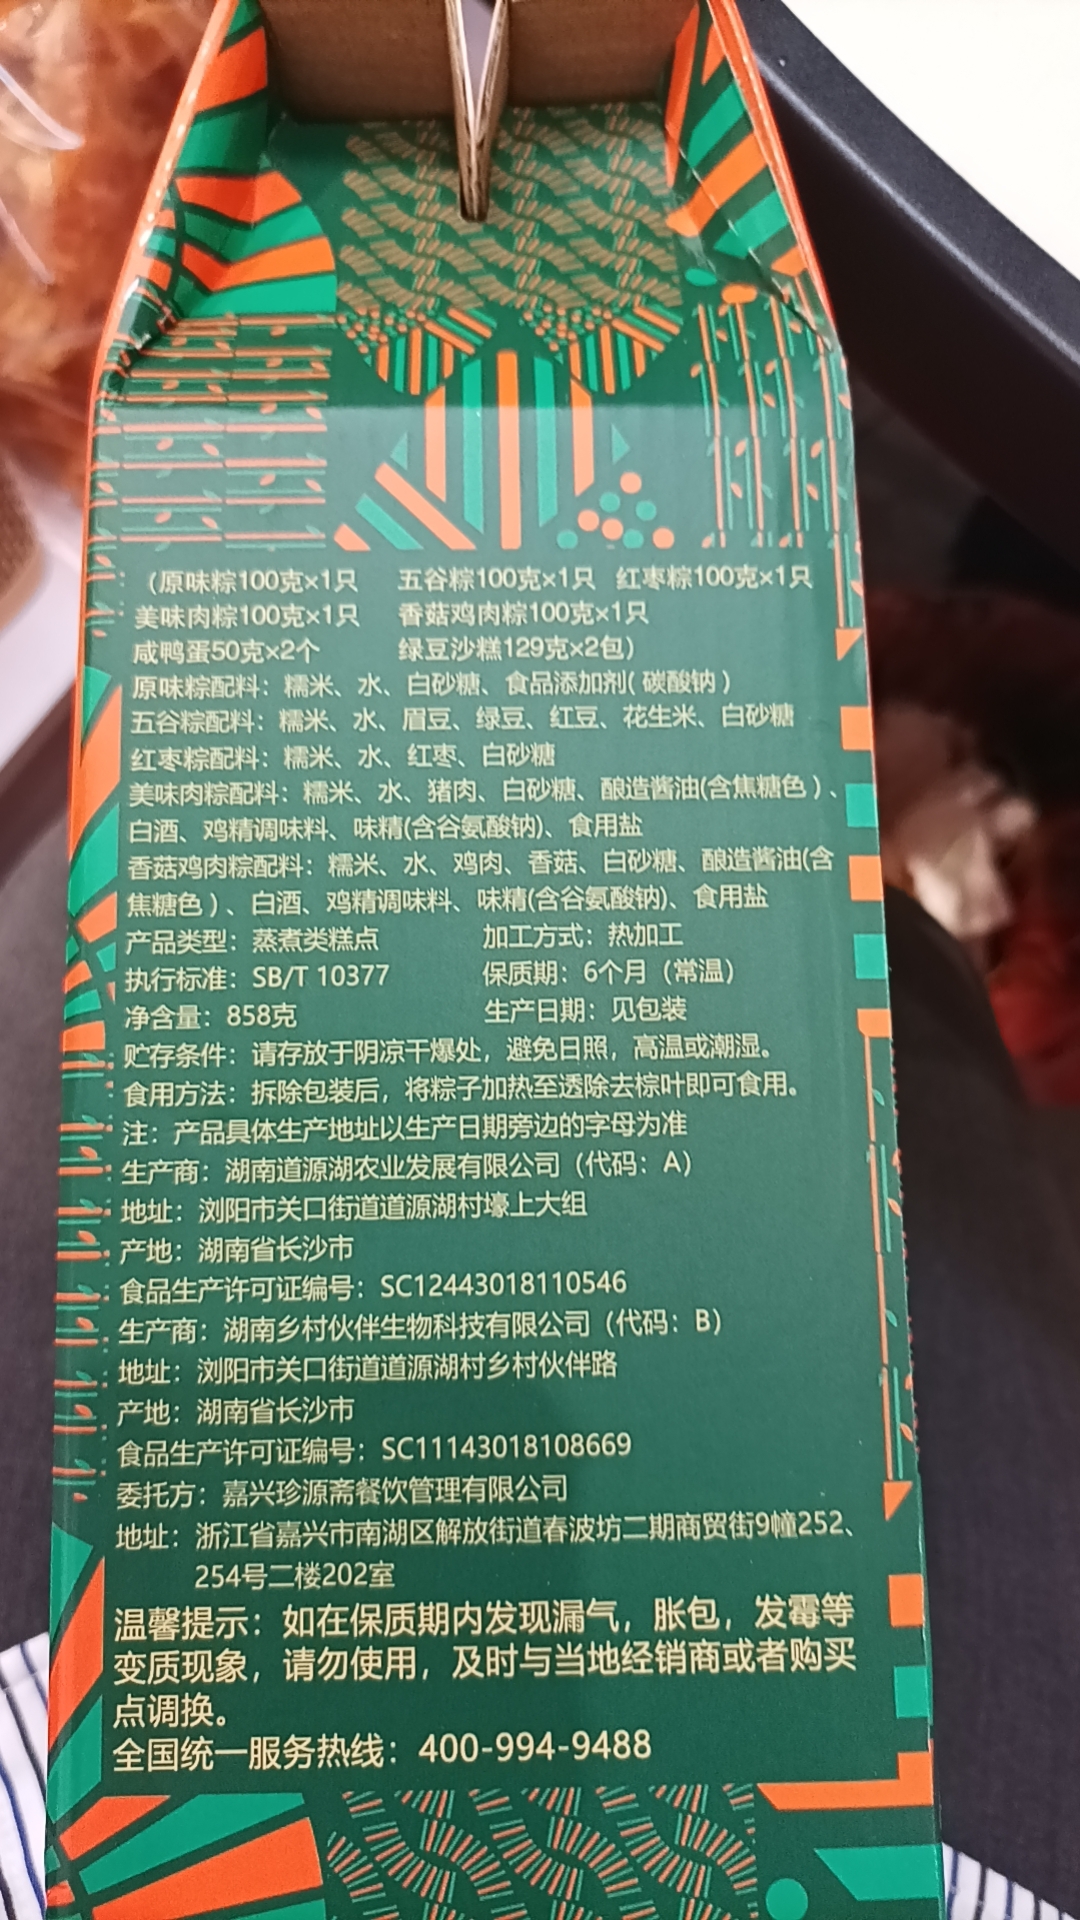 （原味粽100克×1只 五谷粽100克×1只 红枣粽100克×1只
美味肉粽100克×1只 香菇鸡肉粽100克×1只
咸鸭蛋50克×2个 绿豆沙糕129克×2包）
原味粽配料：糯米、水、白砂糖、食品添加剂( 碳酸钠 )
五谷粽配料：糯米、水、眉豆、绿豆、红豆、花生米、白砂糖
红枣粽配料：糯米、水、红枣、白砂糖
美味肉粽配料：糯米、水、猪肉、白砂糖、酿造酱油(含焦糖色 ) 、
白酒、鸡精调味料、味精(含谷氨酸钠)、食用盐
香菇鸡肉粽配料：糯米、水、鸡肉、香菇、白砂糖、酿造酱油(含
焦糖色 ) 、白酒、鸡精调味料、味精(含谷氨酸钠)、食用盐
产品类型：蒸煮类糕点 加工方式：热加工
执行标准：SB/T 10377 保质期：6个月（常温）
净含量：858克 生产日期：见包装
贮存条件：请存放于阴凉干爆处，避免日照，高温或潮湿。
食用方法：拆除包装后，将粽子加热至透除去棕叶即可食用。
注：产品具体生产地址以生产日期旁边的字母为准
生产商：湖南道源湖农业发展有限公司（代码：A）
地址：浏阳市关口街道道源湖村壕上大组
产地：湖南省长沙市
食品生产许可证编号：SC12443018110546
生产商：湖南乡村伙伴生物科技有限公司（代码：B）
地址：浏阳市关口街道道源湖村乡村伙伴路
产地：湖南省长沙市
食品生产许可证编号：SC11143018108669
委托方：嘉兴珍源斋餐饮管理有限公司
地址：浙江省嘉兴市南湖区解放街道春波坊二期商贸街9幢252、
254号二楼202室
温馨提示：如在保质期内发现漏气，胀包，发霉等
变质现象，请勿使用，及时与当地经销商或者购买
点调换。
全国统一服务热线：400-994-9488